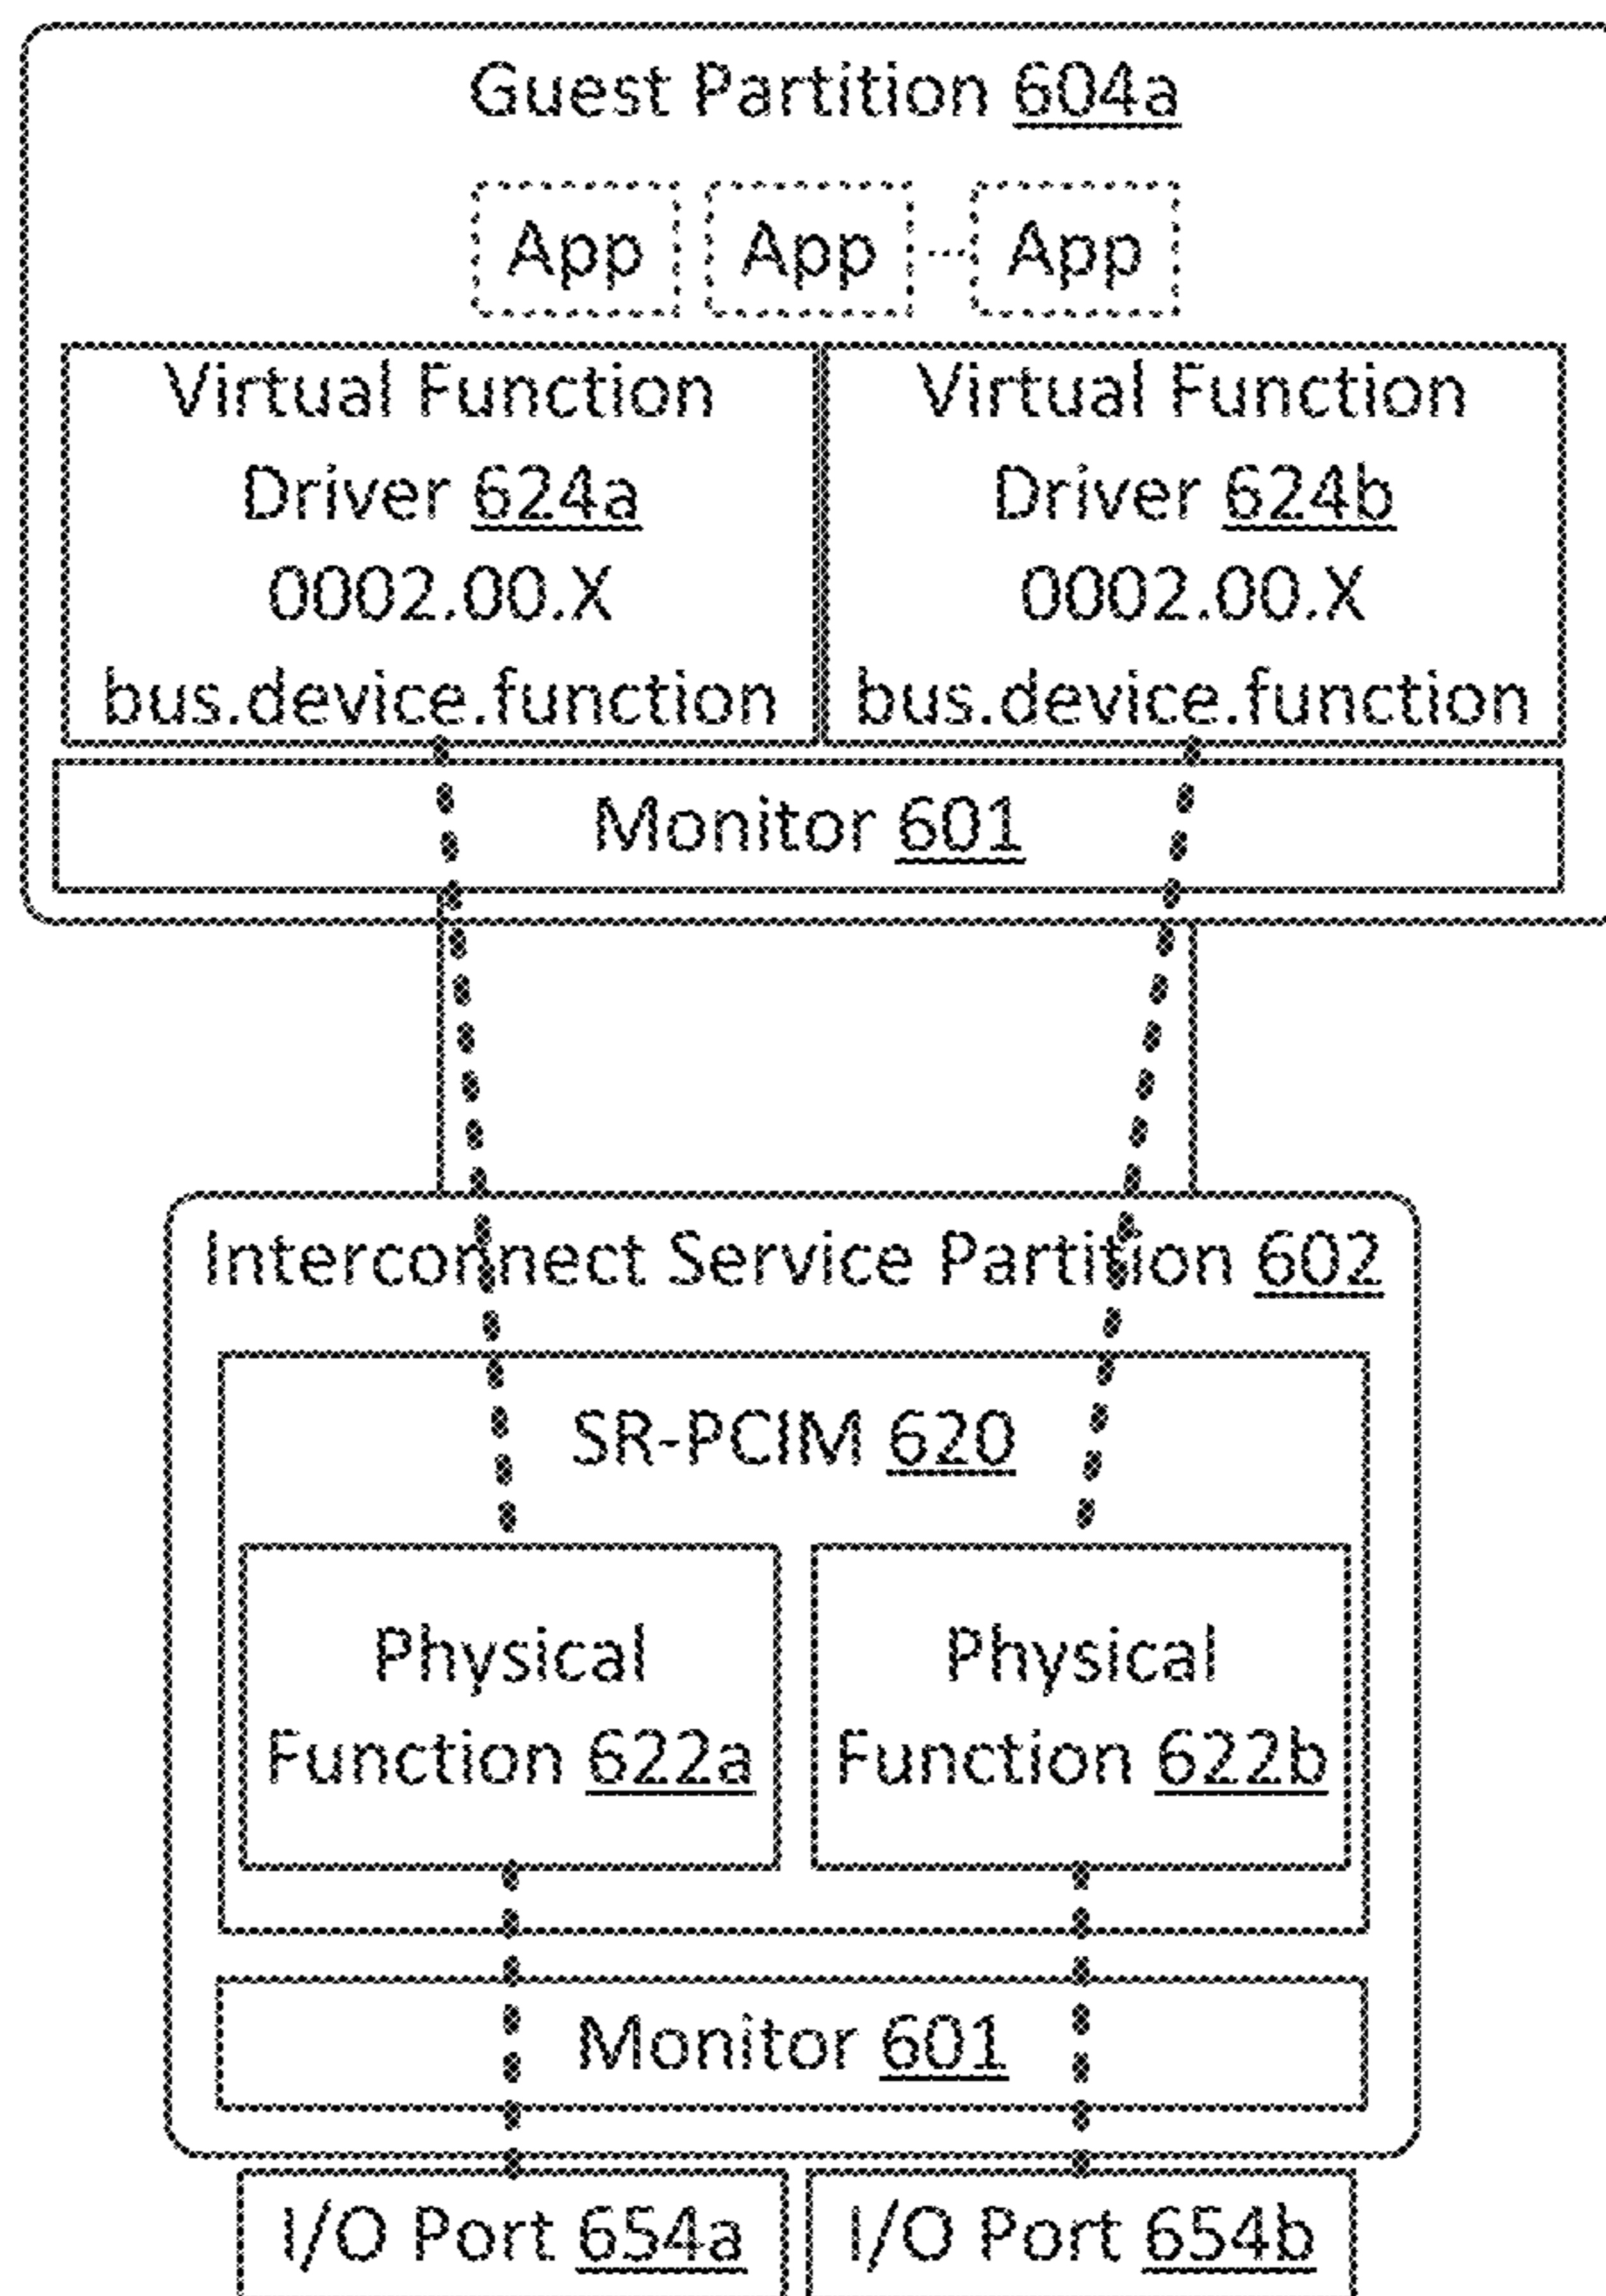 Guest Partition 604a
App App ... App
Virtual Function
Driver 624a
0002.00.X
bus.device.function
Virtual Function
Driver 624b
0002.00.X
bus.device.function
Monitor 601
Interconnect Service Partition 602
SR-PCIM 620
Physical
Function 622a
Physical
Function 622b
Monitor 601
I/O Port 654a
I/O Port 654b